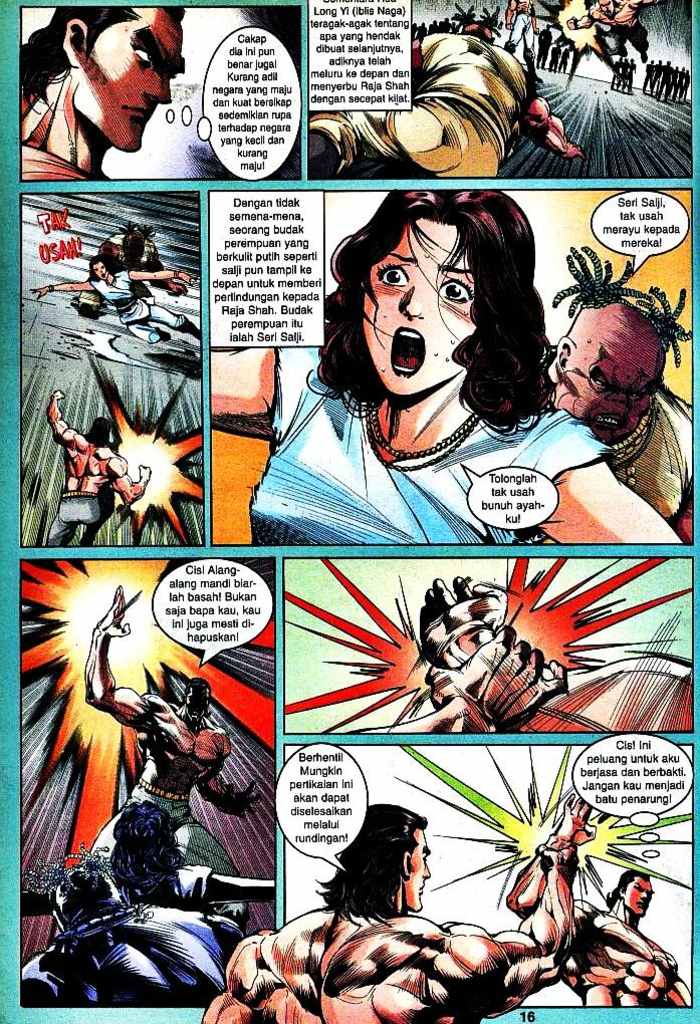 Cakap
dia ini pun
benar juga!
Kurang adil
negara yang maju
dan kuat bersikap
sedemikian rupa
terhadap negara
yang kecil dan
kurang
maju!
Long Yi (Iblis Naga)
teragak-agak tentang
apa yang hendak
dibuat selanjutnya,
adiknya telah
meluru ke depan dan
menyerbu Raja Shah
dengan secepat kilat.
TAK
USAH!
Dengan tidak
semena-mena,
seorang budak
perempuan yang
berkulit putih seperti
salji pun tampil ke
depan untuk memberi
perlindungan kepada
Raja Shah. Budak
perempuan itu
ialah Seri Salji.
Seri Salji,
tak usah
merayu kepada
mereka!
Tolonglah
tak usah
bunuh ayah-
ku!
Cis! Alang-
alang mandi biar-
lah basah! Bukan
saja bapa kau, kau
ini juga mesti di-
hapuskan!
Berhenti!
Mungkin
pertikaian ini
akan dapat
diselesaikan
melalui
rundingan!
Cis! Ini
peluang untuk aku
berjasa dan berbakti.
Jangan kau menjadi
batu penarung!
16